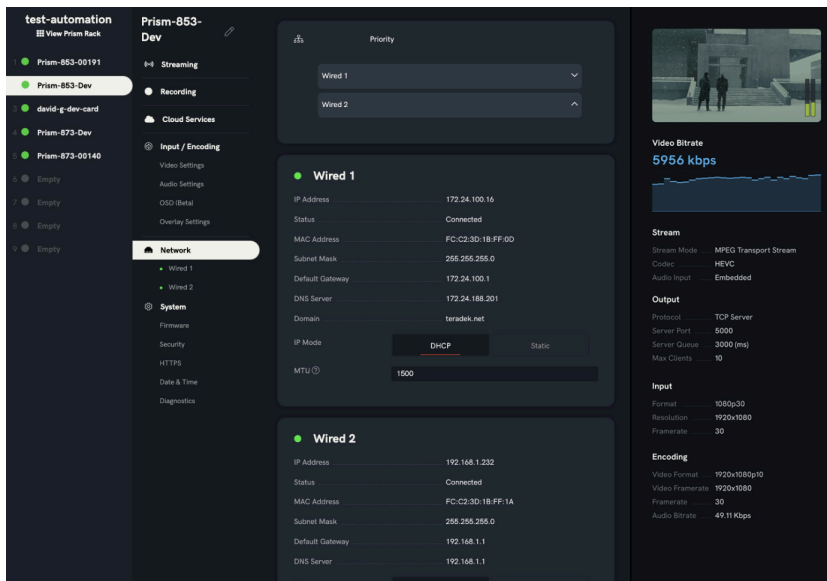 test-automation
View Prism Rack
1 Prism-853-00191
Prism-853-Dev
3 david-g-dev-card
4 Prism-873-Dev
5 Prism-873-00140
6 Empty
7 Empty
8 Empty
9 Empty
Prism-853-
Dev
Streaming
Recording
Cloud Services
Input / Encoding
Video Settings
Audio Settings
OSD (Beta)
Overlay Settings
Network
Wired 1
Wired 2
System
Firmware
Security
HTTPS
Date & Time
Diagnostics
Priority
Wired 1
Wired 2
Wired 1
IP Address 172.24.100.16
Status Connected
MAC Address FC:C2:3D:1B:FF:0D
Subnet Mask 255.255.255.0
Default Gateway 172.24.100.1
DNS Server 172.24.188.201
Domain teradek.net
IP Mode DHCP Static
MTU ? 1500
Wired 2
IP Address 192.168.1.232
Status Connected
MAC Address FC:C2:3D:1B:FF:1A
Subnet Mask 255.255.255.0
Default Gateway 192.168.1.1
DNS Server 192.168.1.1
Video Bitrate
5956 kbps
Stream
Stream Mode MPEG Transport Stream
Codec HEVC
Audio Input Embedded
Output
Protocol TCP Server
Server Port 5000
Server Queue 3000 (ms)
Max Clients 10
Input
Format 1080p30
Resolution 1920x1080
Framerate 30
Encoding
Video Format 1920x1080p10
Video Framerate 1920x1080
Framerate 30
Audio Bitrate 49.11 Kbps